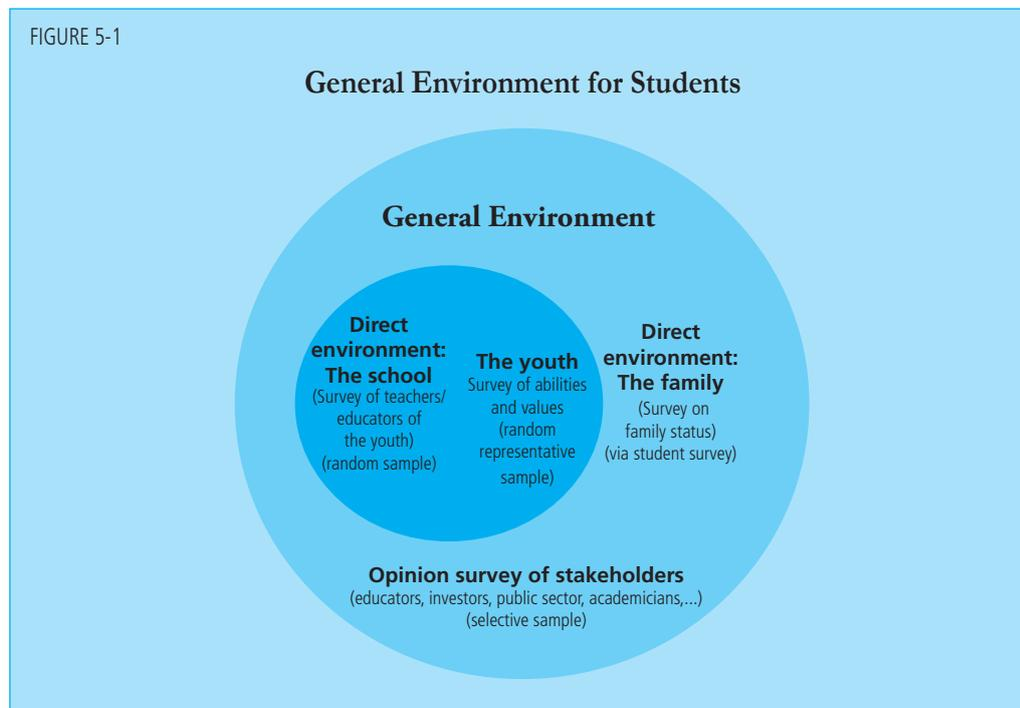 FIGURE 5-1
General Environment for Students
General Environment
Direct
environment:
The school
(Survey of teachers/
educators of
the youth)
(random sample)
The youth
Survey of abilities
and values
(random
representative
sample)
Direct
environment:
The family
(Survey on
family status)
(via student survey)
Opinion survey of stakeholders
(educators, investors, public sector, academicians,...)
(selective sample)